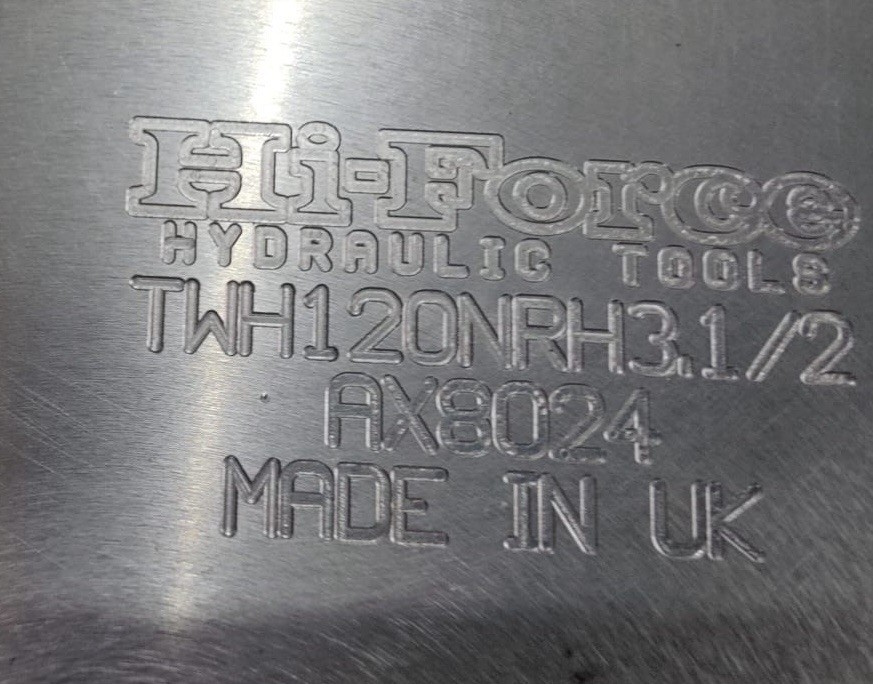 Hi-Force
HYDRAULIC TOOLS
TWH120NRH3.1/2
AX8024
MADE IN UK